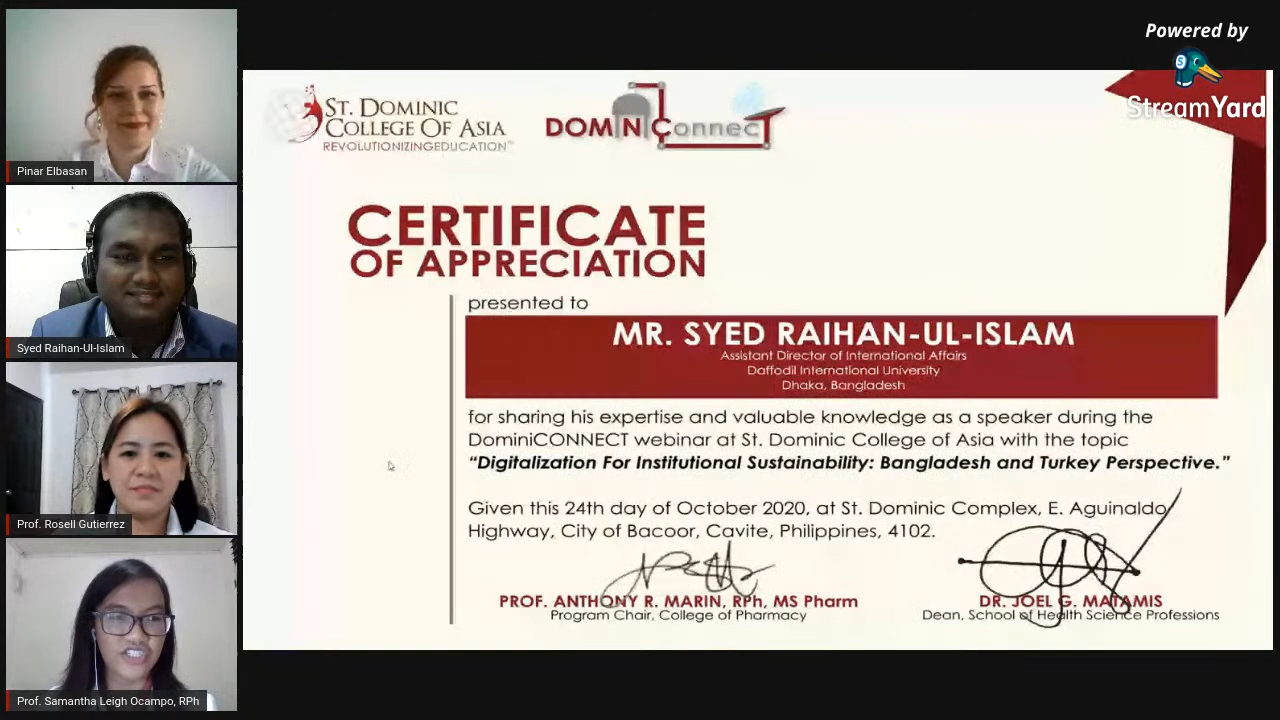 Powered by
StreamYard
Pinar Elbasan
Syed Raihan-Ul-Islam
Prof. Rosell Gutierrez
Prof. Samantha Leigh Ocampo, RPh
ST. DOMINIC
COLLEGE OF ASIA
REVOLUTIONIZINGEDUCATION™
DOMINICONNECT
CERTIFICATE
OF APPRECIATION
presented to
MR. SYED RAIHAN-UL-ISLAM
Assistant Director of International Affairs
Daffodil International University
Dhaka, Bangladesh
for sharing his expertise and valuable knowledge as a speaker during the
DominiCONNECT webinar at St. Dominic College of Asia with the topic
“Digitalization For Institutional Sustainability: Bangladesh and Turkey Perspective.”
Given this 24th day of October 2020, at St. Dominic Complex, E. Aguinaldo
Highway, City of Bacoor, Cavite, Philippines, 4102.
PROF. ANTHONY R. MARIN, RPh, MS Pharm
Program Chair, College of Pharmacy
DR. JOEL G. MATAMIS
Dean, School of Health Science Professions